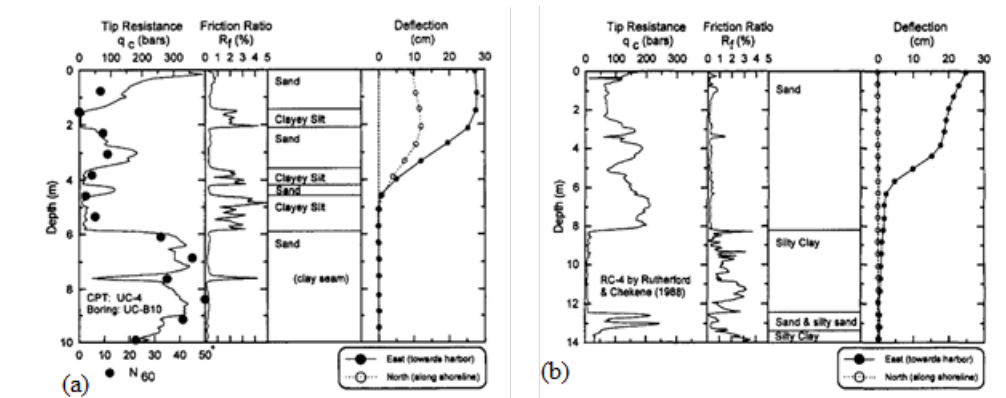 Tip Resistance Friction Ratio Deflection
q c (bars) R f (%) (cm)
0 100 200 300 400 0 1 2 3 4 5 0 10 20 30
0
2
4
6
8
10
Depth (m)
Sand
Clayey Silt
Sand
Clayey Silt
Sand
Clayey Silt
Sand
(clay seam)
CPT: UC-4
Boring: UC-B10
0 10 20 30 40 50+
N 60
East (towards harbor)
North (along shoreline)
(a)
Tip Resistance Friction Ratio Deflection
q c (bars) R f (%) (cm)
0 100 200 300 400 0 1 2 3 4 5 0 10 20 30
0
2
4
6
8
10
12
14
Depth (m)
Sand
Silty Clay
RC-4 by Rutherford
& Chekene (1988)
Sand & silty sand
Silty Clay
East (towards harbor)
North (along shoreline)
(b)